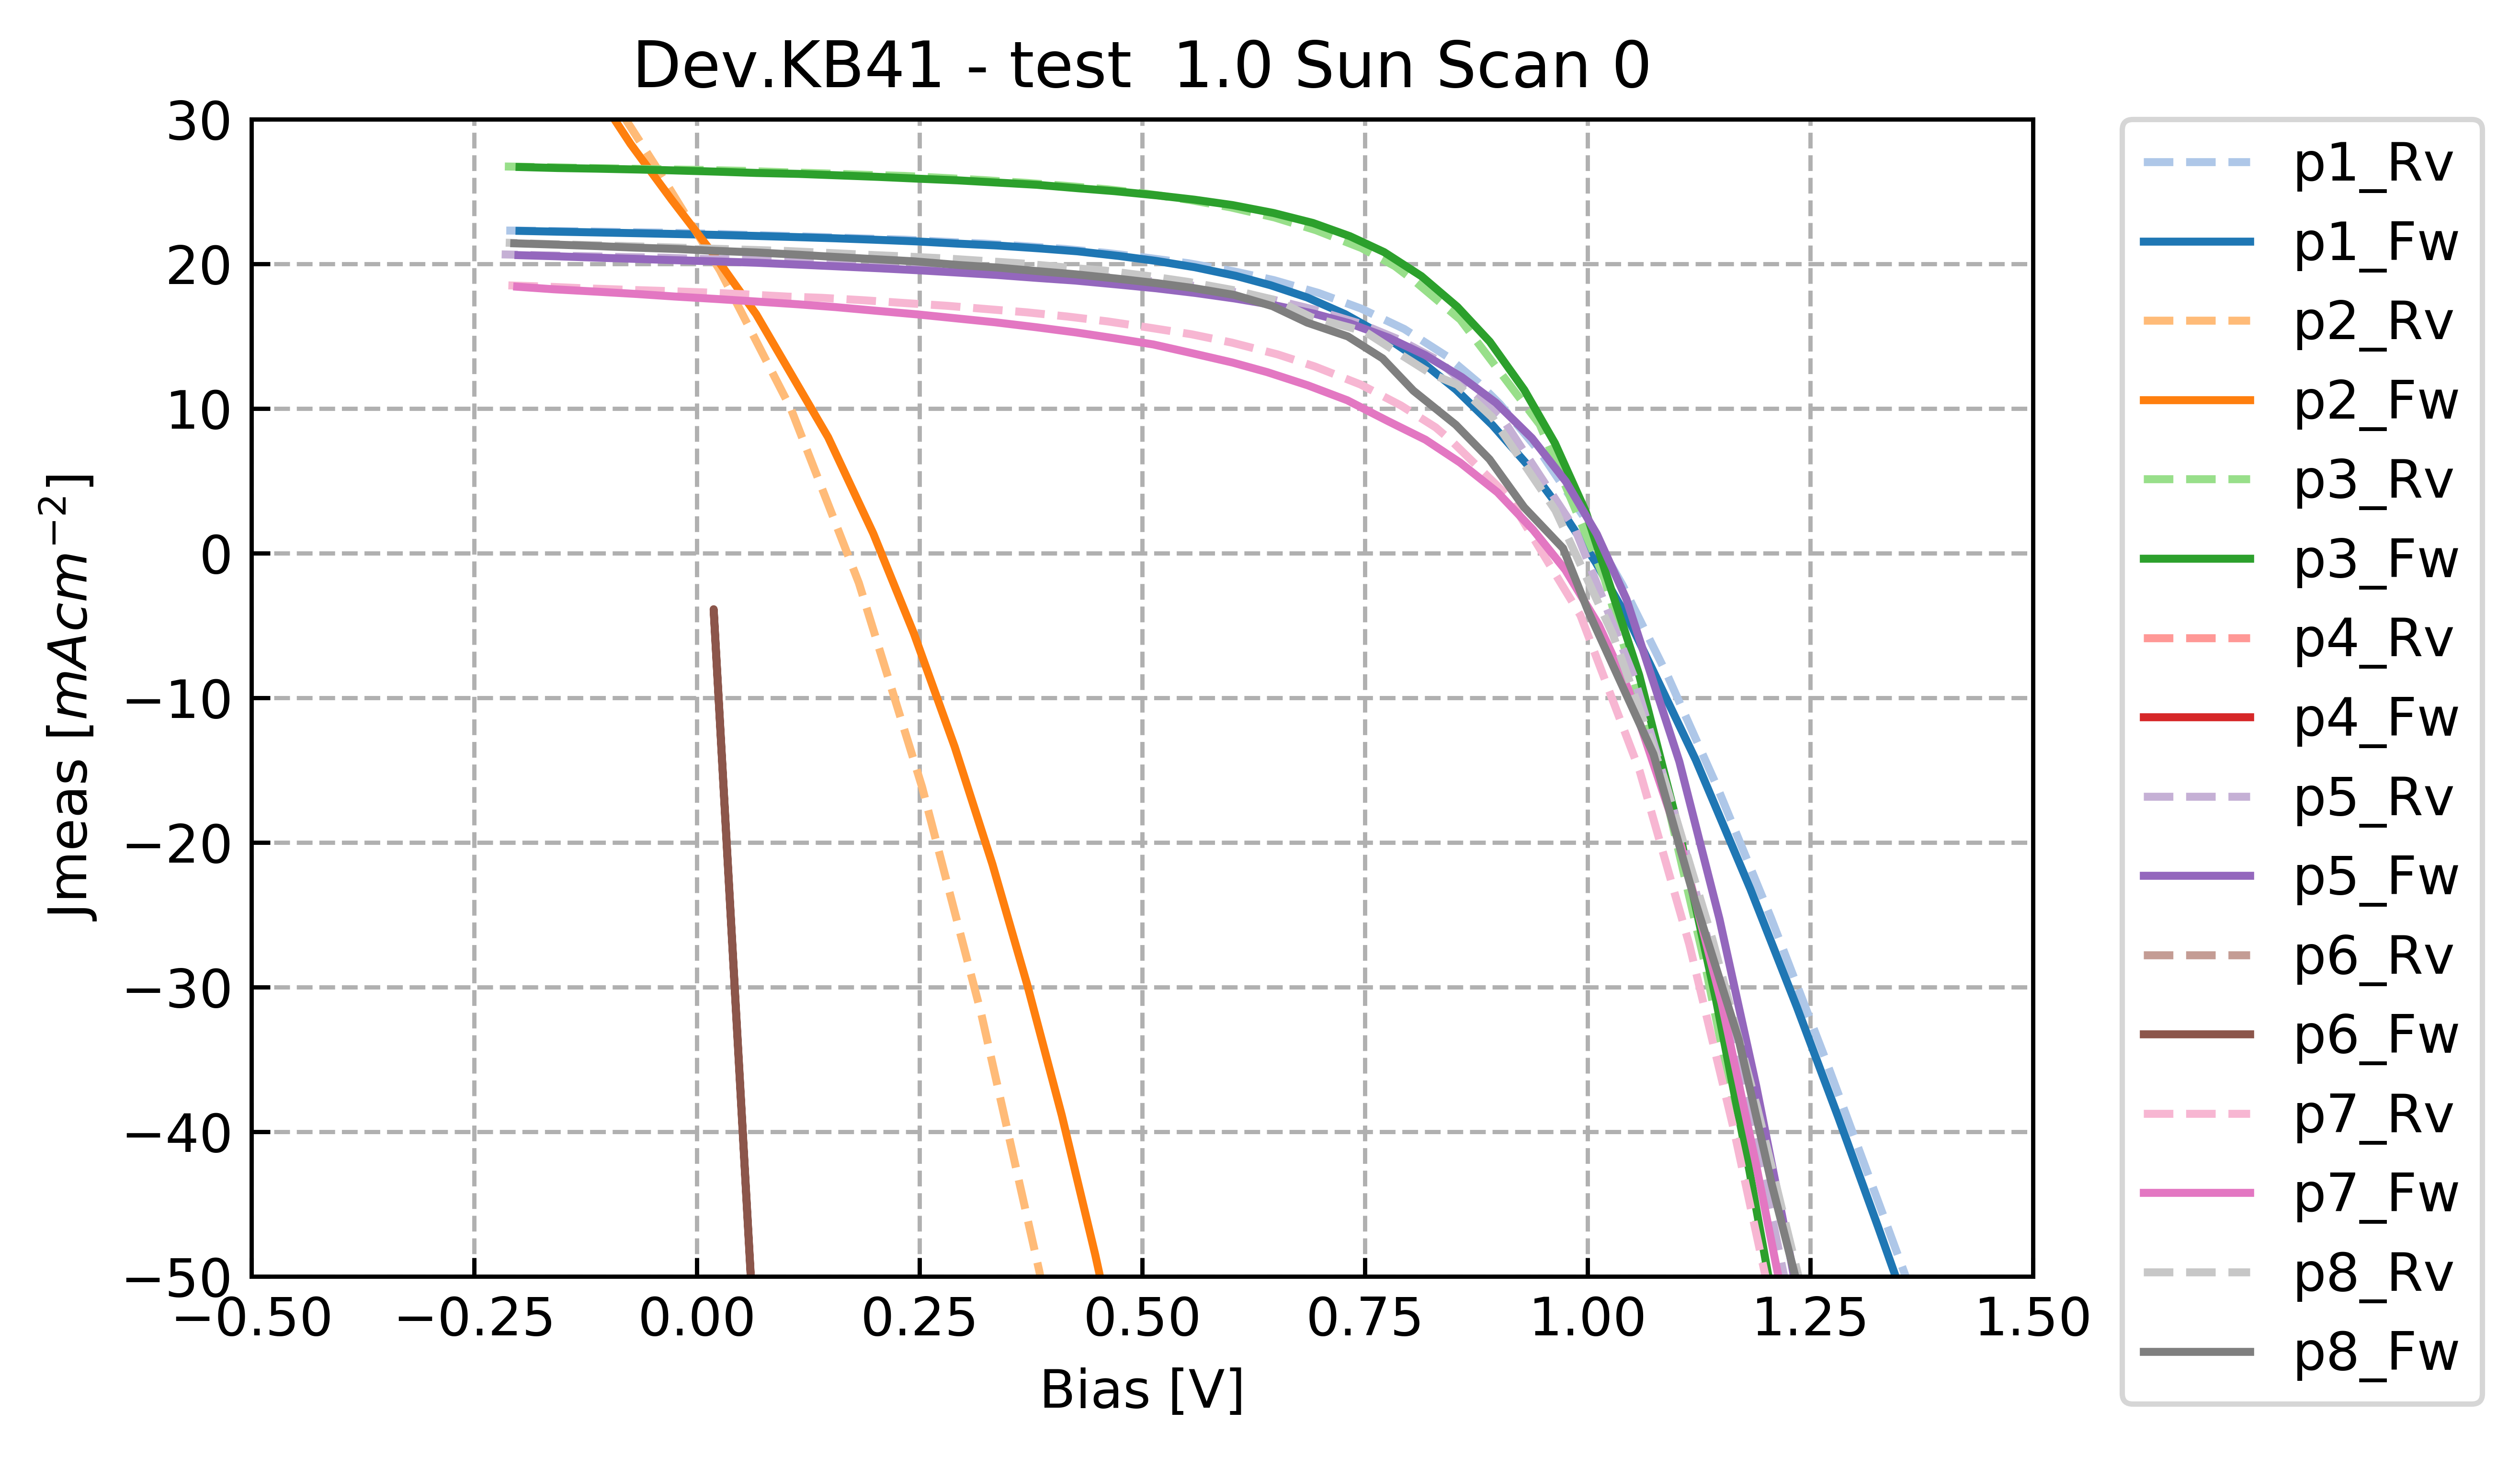 Dev.KB41 - test  1.0 Sun Scan 0
30
20
10
0
−10
−20
−30
−40
−50
Jmeas [mAcm⁻²]
−0.50 −0.25 0.00 0.25 0.50 0.75 1.00 1.25 1.50
Bias [V]
p1_Rv
p1_Fw
p2_Rv
p2_Fw
p3_Rv
p3_Fw
p4_Rv
p4_Fw
p5_Rv
p5_Fw
p6_Rv
p6_Fw
p7_Rv
p7_Fw
p8_Rv
p8_Fw